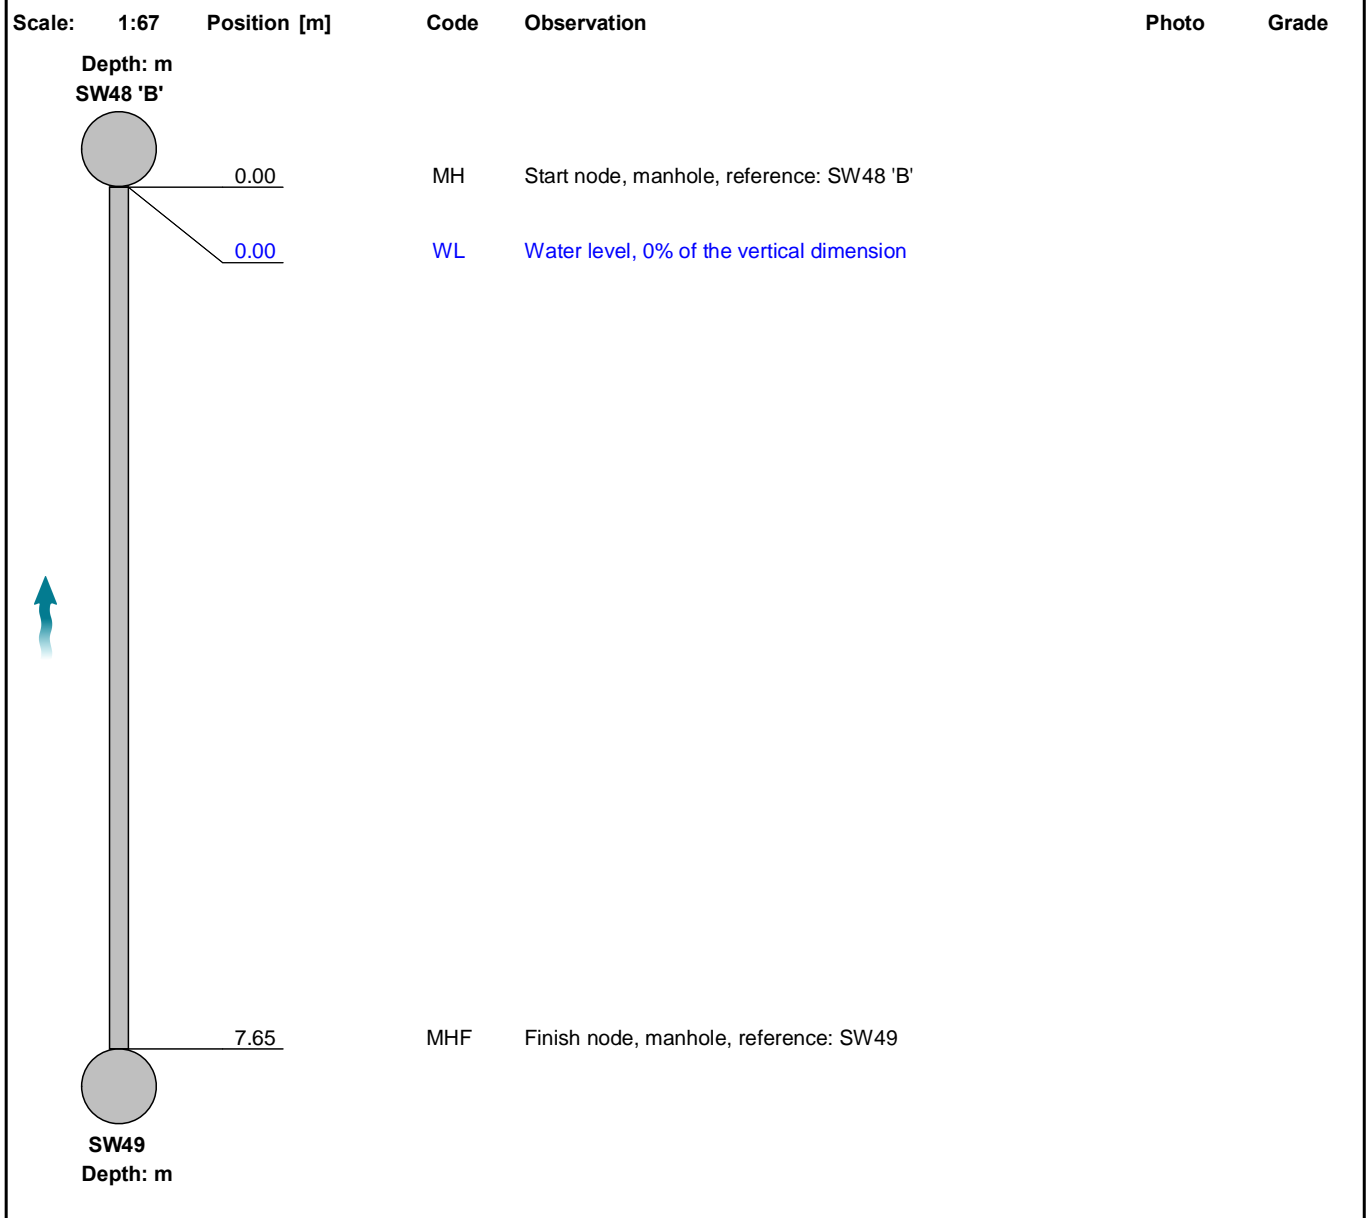 Scale: 1:67 Position [m] Code Observation Photo Grade
Depth: m
SW48 'B'
0.00 MH Start node, manhole, reference: SW48 'B'
0.00 WL Water level, 0% of the vertical dimension
7.65 MHF Finish node, manhole, reference: SW49
SW49
Depth: m